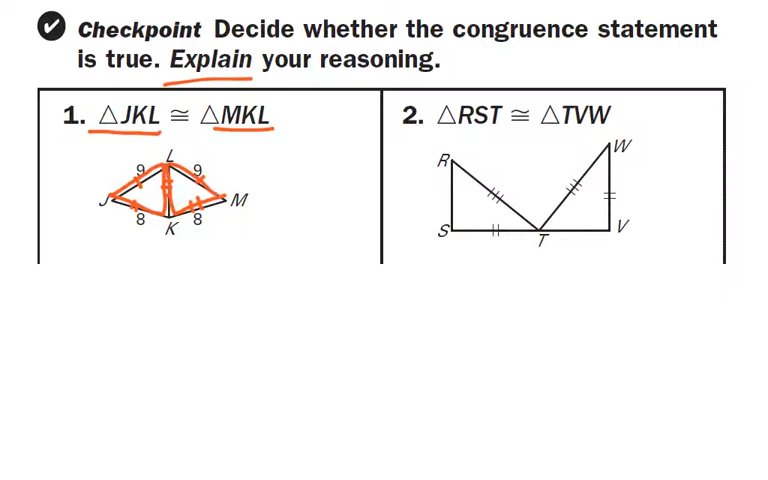 ✔ Checkpoint Decide whether the congruence statement
is true. Explain your reasoning.
1. △JKL ≅ △MKL
L
9 9
J M
8 8
K
2. △RST ≅ △TVW
W
R
S V
T